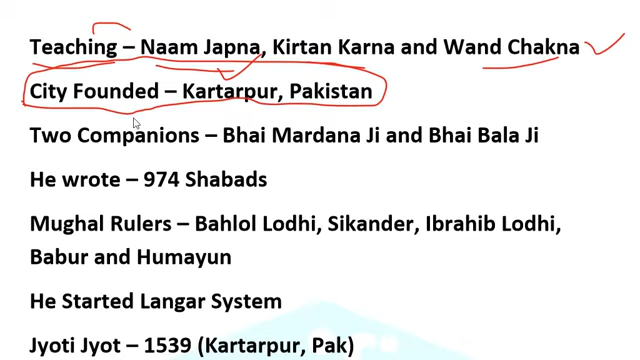 Teaching – Naam Japna, Kirtan Karna and Wand Chakna
City Founded – Kartarpur, Pakistan
Two Companions – Bhai Mardana Ji and Bhai Bala Ji
He wrote – 974 Shabads
Mughal Rulers – Bahlol Lodhi, Sikander, Ibrahib Lodhi,
Babur and Humayun
He Started Langar System
Jyoti Jyot – 1539 (Kartarpur, Pak)